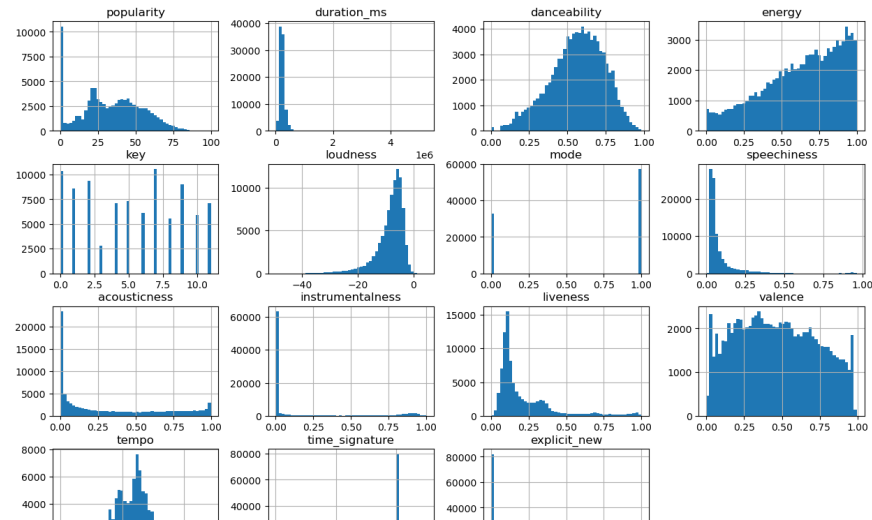 popularity
duration_ms
danceability
energy
10000
7500
5000
2500
0
0 25 50 75 100
40000
30000
20000
10000
0
0 2 4
1e6
4000
3000
2000
1000
0
0.00 0.25 0.50 0.75 1.00
3000
2000
1000
0
0.00 0.25 0.50 0.75 1.00
key
loudness
mode
speechiness
10000
7500
5000
2500
0
0.0 2.5 5.0 7.5 10.0
10000
5000
0
−40 −20 0
60000
40000
20000
0
0.00 0.25 0.50 0.75 1.00
20000
10000
0
0.00 0.25 0.50 0.75 1.00
acousticness
instrumentalness
liveness
valence
20000
15000
10000
5000
0
0.00 0.25 0.50 0.75 1.00
60000
40000
20000
0
0.00 0.25 0.50 0.75 1.00
15000
10000
5000
0
0.00 0.25 0.50 0.75 1.00
2000
1000
0
0.00 0.25 0.50 0.75 1.00
tempo
time_signature
explicit_new
8000
6000
4000
80000
60000
40000
80000
60000
40000